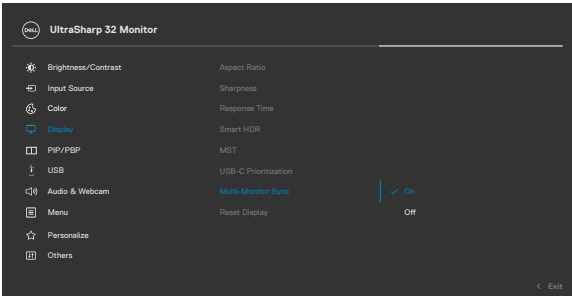 DELL UltraSharp 32 Monitor
Brightness/Contrast Aspect Ratio
Input Source Sharpness
Color Response Time
Display Smart HDR
PIP/PBP MST
USB USB-C Prioritization
Audio & Webcam Multi-Monitor Sync On
Menu Reset Display Off
Personalize
Others
Exit